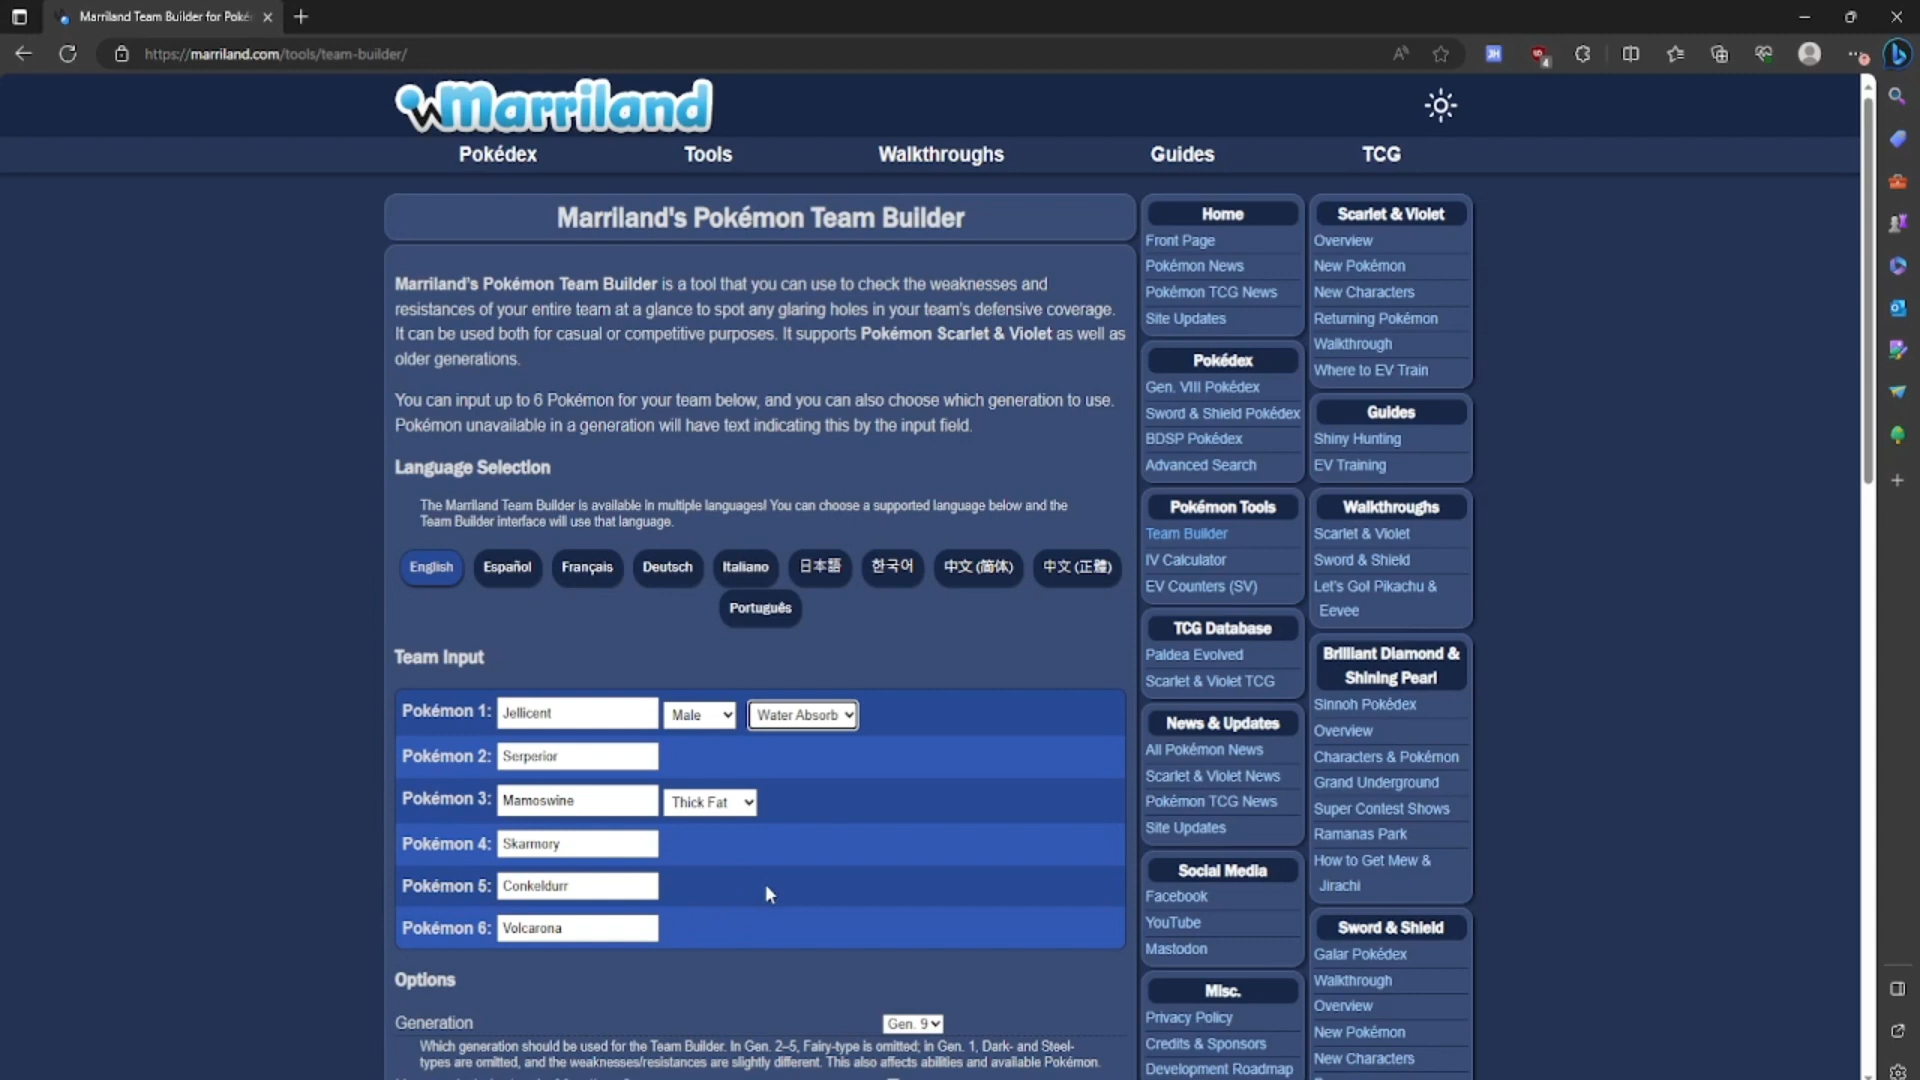 Marriland Team Builder for Poké
https://marriland.com/tools/team-builder/
4
Marriland
Pokédex
Tools
Walkthroughs
Guides
TCG
Marriland's Pokémon Team Builder
Marriland's Pokémon Team Builder is a tool that you can use to check the weaknesses and
resistances of your entire team at a glance to spot any glaring holes in your team's defensive coverage.
It can be used both for casual or competitive purposes. It supports Pokémon Scarlet & Violet as well as
older generations.
You can input up to 6 Pokémon for your team below, and you can also choose which generation to use.
Pokémon unavailable in a generation will have text indicating this by the input field.
Language Selection
The Marriland Team Builder is available in multiple languages! You can choose a supported language below and the
Team Builder interface will use that language.
English
Español
Français
Deutsch
Italiano
日本語
한국어
中文 (简体)
中文 (正體)
Português
Team Input
Pokémon 1: Jellicent Male Water Absorb
Pokémon 2: Serperior
Pokémon 3: Mamoswine Thick Fat
Pokémon 4: Skarmory
Pokémon 5: Conkeldurr
Pokémon 6: Volcarona
Options
Generation Gen. 9
Which generation should be used for the Team Builder. In Gen. 2–5, Fairy-type is omitted; in Gen. 1, Dark- and Steel-
types are omitted, and the weaknesses/resistances are slightly different. This also affects abilities and available Pokémon.
Home
Front Page
Pokémon News
Pokémon TCG News
Site Updates
Pokédex
Gen. VIII Pokédex
Sword & Shield Pokédex
BDSP Pokédex
Advanced Search
Pokémon Tools
Team Builder
IV Calculator
EV Counters (SV)
TCG Database
Paldea Evolved
Scarlet & Violet TCG
News & Updates
All Pokémon News
Scarlet & Violet News
Pokémon TCG News
Site Updates
Social Media
Facebook
YouTube
Mastodon
Misc.
Privacy Policy
Credits & Sponsors
Development Roadmap
Scarlet & Violet
Overview
New Pokémon
New Characters
Returning Pokémon
Walkthrough
Where to EV Train
Guides
Shiny Hunting
EV Training
Walkthroughs
Scarlet & Violet
Sword & Shield
Let's Go! Pikachu &
Eevee
Brilliant Diamond &
Shining Pearl
Sinnoh Pokédex
Overview
Characters & Pokémon
Grand Underground
Super Contest Shows
Ramanas Park
How to Get Mew &
Jirachi
Sword & Shield
Galar Pokédex
Walkthrough
Overview
New Pokémon
New Characters